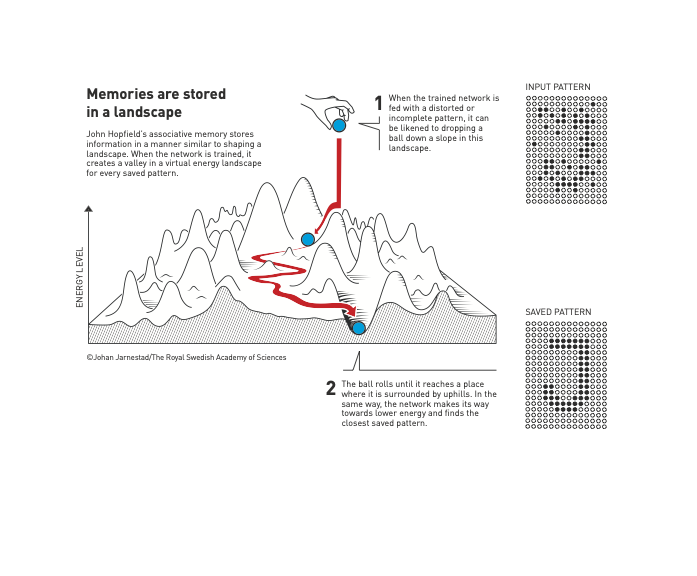 Memories are stored
in a landscape
John Hopfield's associative memory stores
information in a manner similar to shaping a
landscape. When the network is trained, it
creates a valley in a virtual energy landscape
for every saved pattern.
1
When the trained network is
fed with a distorted or
incomplete pattern, it can
be likened to dropping a
ball down a slope in this
landscape.
INPUT PATTERN
ENERGY LEVEL
SAVED PATTERN
©Johan Jarnestad/The Royal Swedish Academy of Sciences
2
The ball rolls until it reaches a place
where it is surrounded by uphills. In the
same way, the network makes its way
towards lower energy and finds the
closest saved pattern.